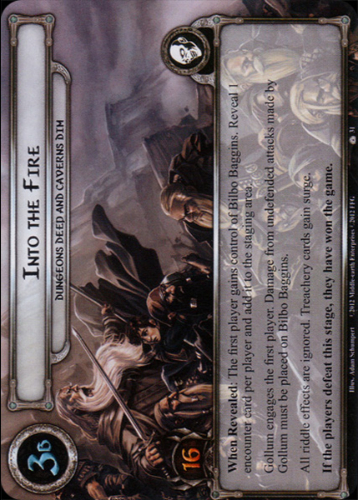 3B
INTO THE FIRE
DUNGEONS DEEP AND CAVERNS DIM
16
When Revealed: The first player gains control of Bilbo Baggins. Reveal 1
encounter card per player and add it to the staging area.
Gollum engages the first player. Damage from undefended attacks made by
Gollum must be placed on Bilbo Baggins.
All riddle effects are ignored. Treachery cards gain surge.
If the players defeat this stage, they have won the game.
Illus. Adam Schumpert ©2012 Middle-earth Enterprises ©2012 FFG 31